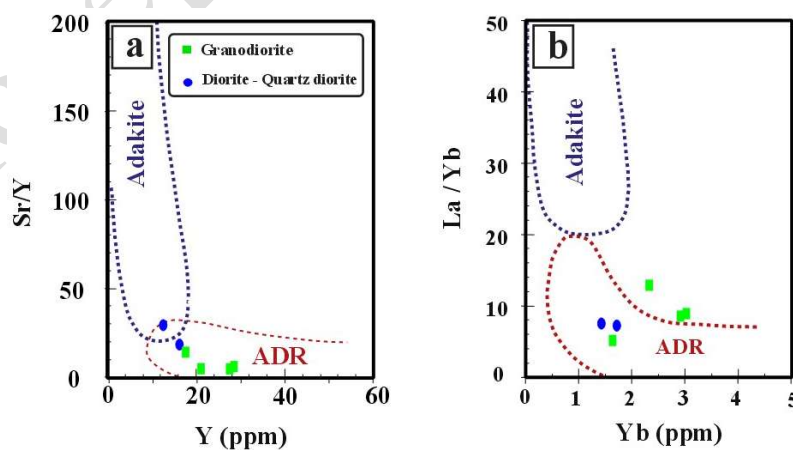 a
Granodiorite
Diorite - Quartz diorite
Adakite
ADR
Sr/Y
200
150
100
50
0
0 20 40 60
Y (ppm)
b
Adakite
ADR
La / Yb
50
40
30
20
10
0
0 1 2 3 4 5
Yb (ppm)